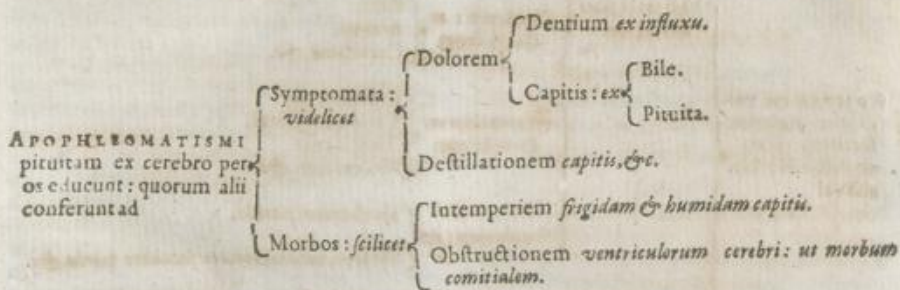 Dentium ex influxu.
Dolorem
Bile.
Capitis: ex
Pituita.
Symptomata:
videlicet
Deſtillationem capitis, &c.
APOPHLEGMATISMI
pituitam ex cerebro per
os educunt: quorum alii
conferunt ad
Intemperiem frigidam & humidam capitis.
Morbos: ſcilicet
Obſtructionem ventriculorum cerebri: ut morbum
comitialem.